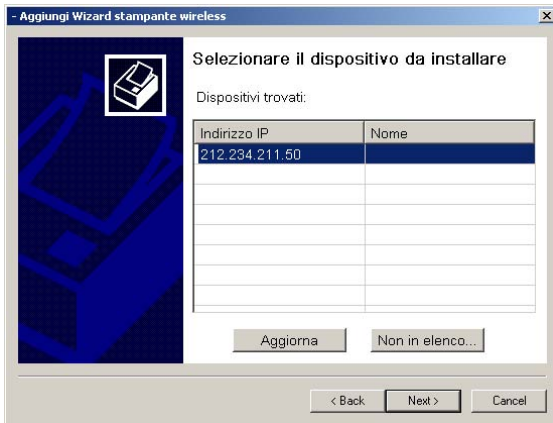 - Aggiungi Wizard stampante wireless
Selezionare il dispositivo da installare
Dispositivi trovati:
Indirizzo IP Nome
212.234.211.50
Aggiorna Non in elenco...
< Back Next > Cancel